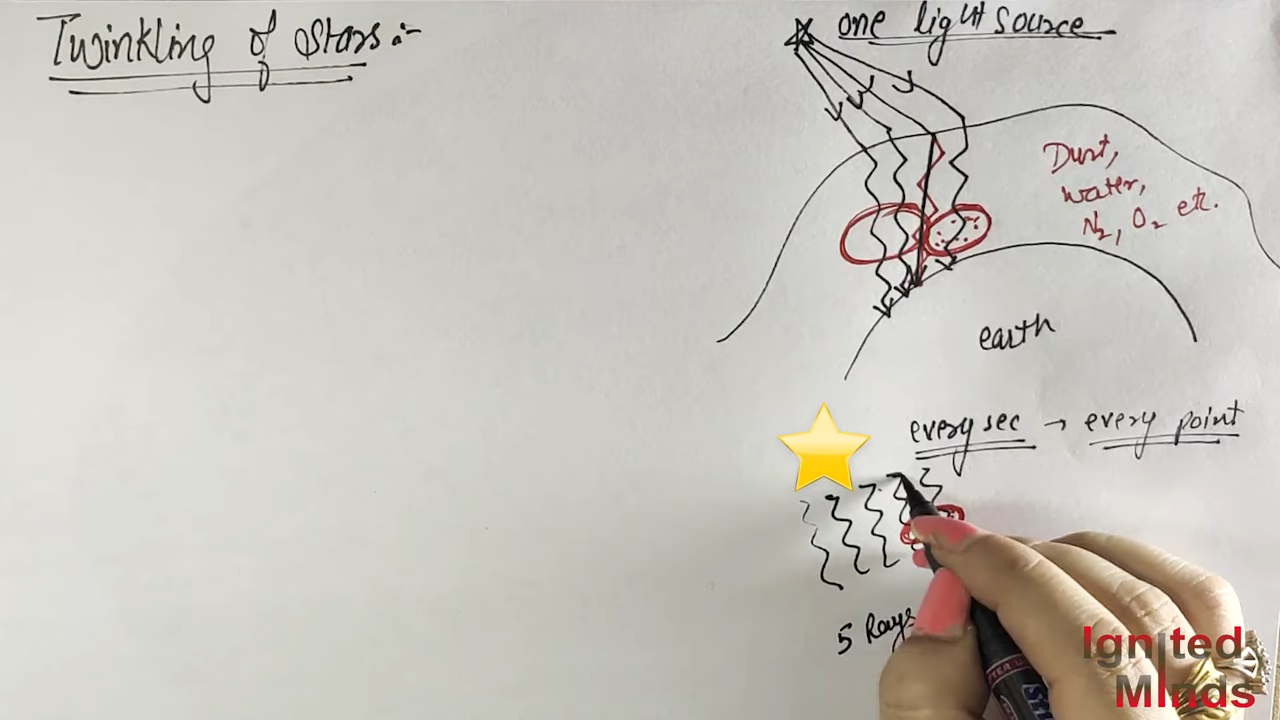 Twinkling of Stars :-
one light source
Dust,
water,
N2, O2 etc.
earth
every sec → every point
5 Rays
Ignited
Minds